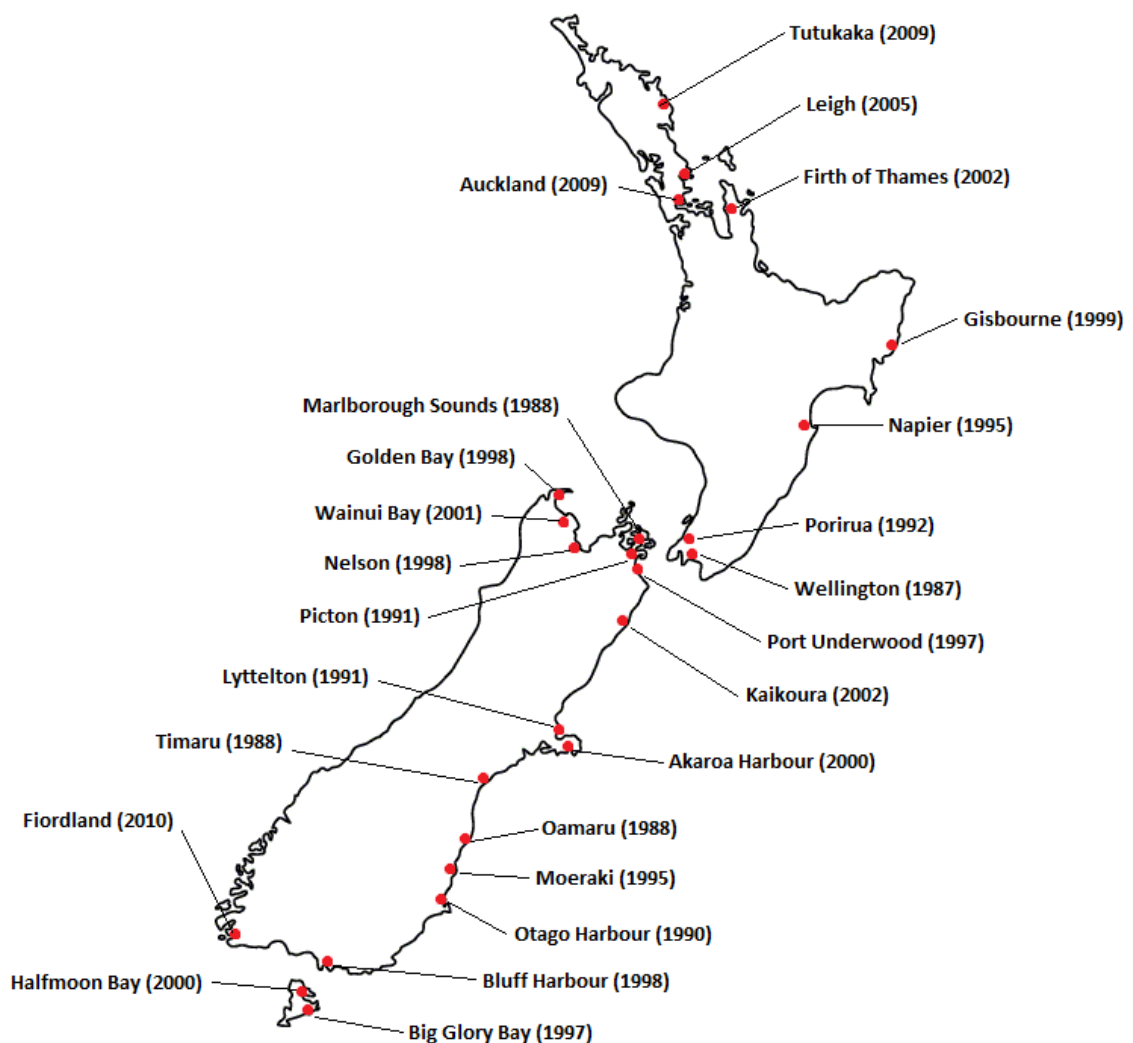 Tutukaka (2009)
Leigh (2005)
Firth of Thames (2002)
Auckland (2009)
Gisbourne (1999)
Marlborough Sounds (1988)
Napier (1995)
Golden Bay (1998)
Wainui Bay (2001)
Porirua (1992)
Nelson (1998)
Wellington (1987)
Picton (1991)
Port Underwood (1997)
Lyttelton (1991)
Kaikoura (2002)
Timaru (1988)
Akaroa Harbour (2000)
Fiordland (2010)
Oamaru (1988)
Moeraki (1995)
Otago Harbour (1990)
Halfmoon Bay (2000)
Bluff Harbour (1998)
Big Glory Bay (1997)